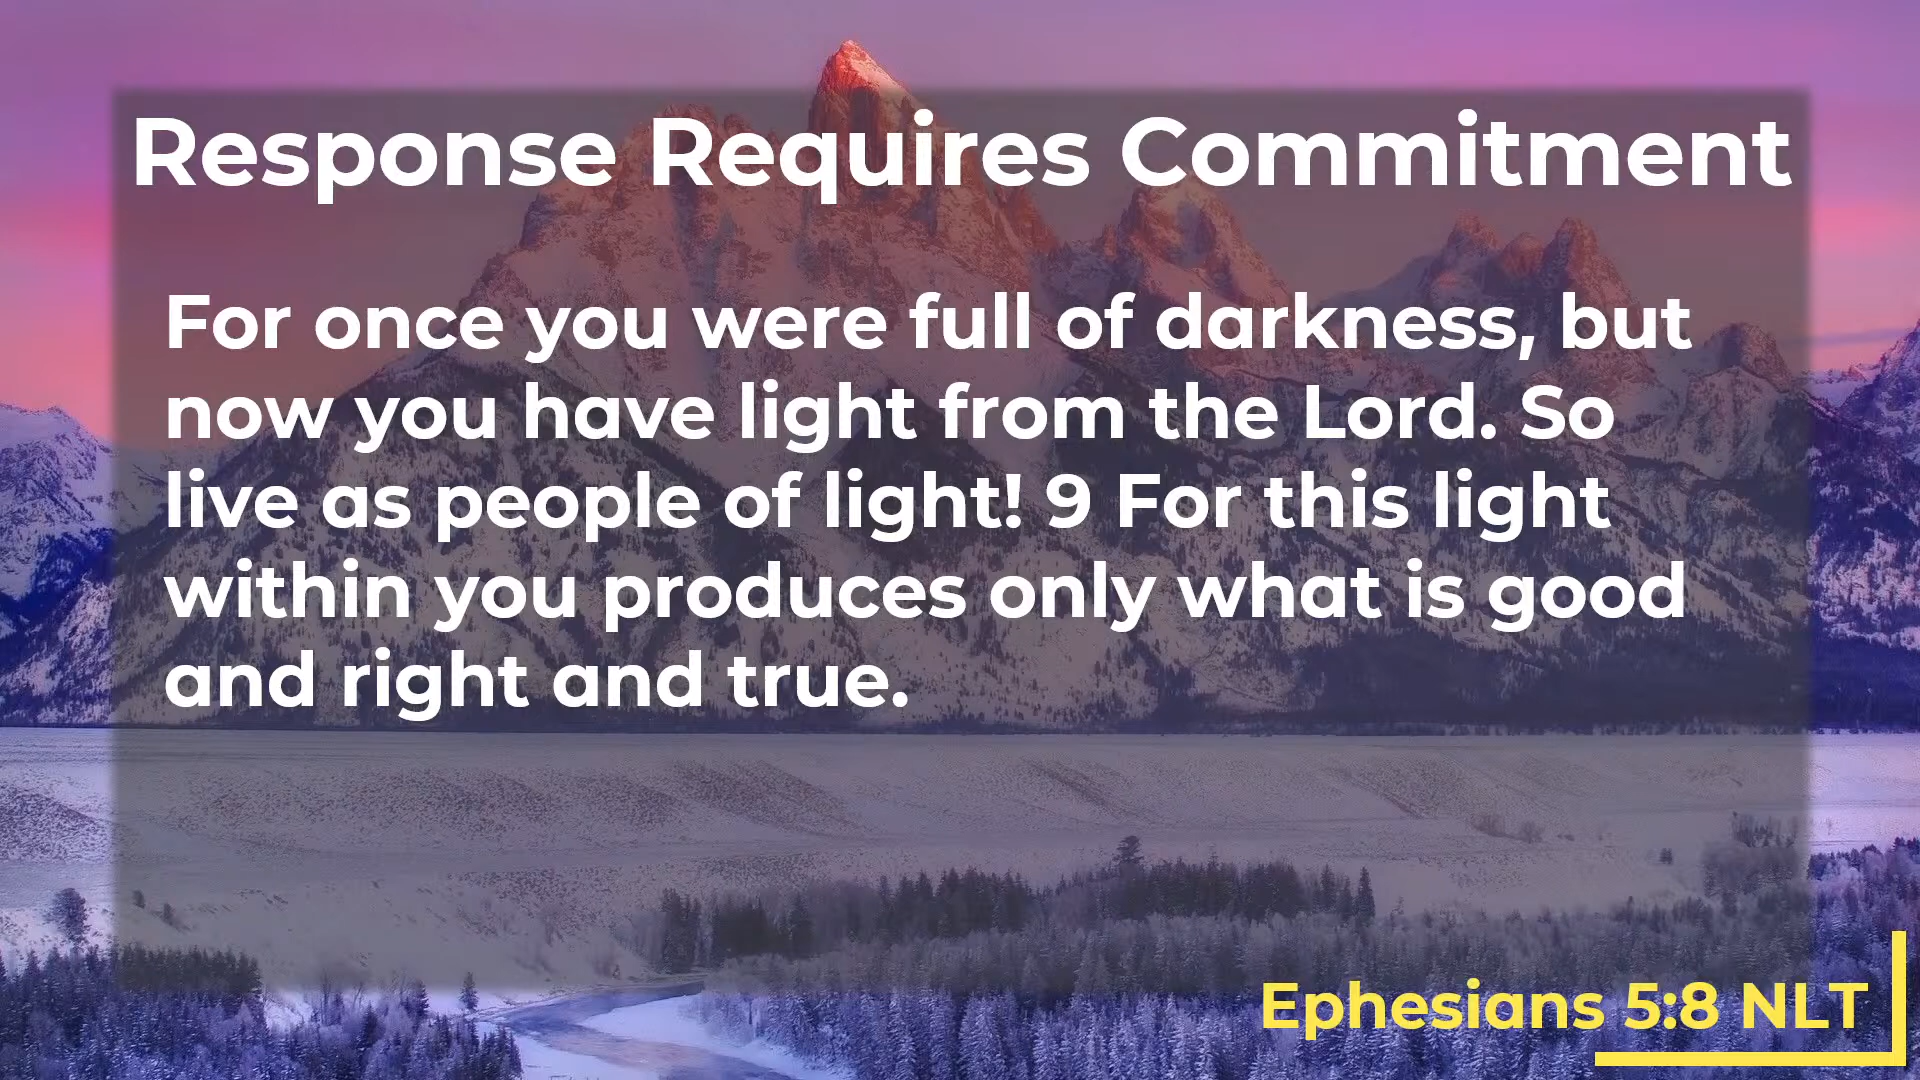 Response Requires Commitment
For once you were full of darkness, but
now you have light from the Lord. So
live as people of light! 9 For this light
within you produces only what is good
and right and true.
Ephesians 5:8 NLT